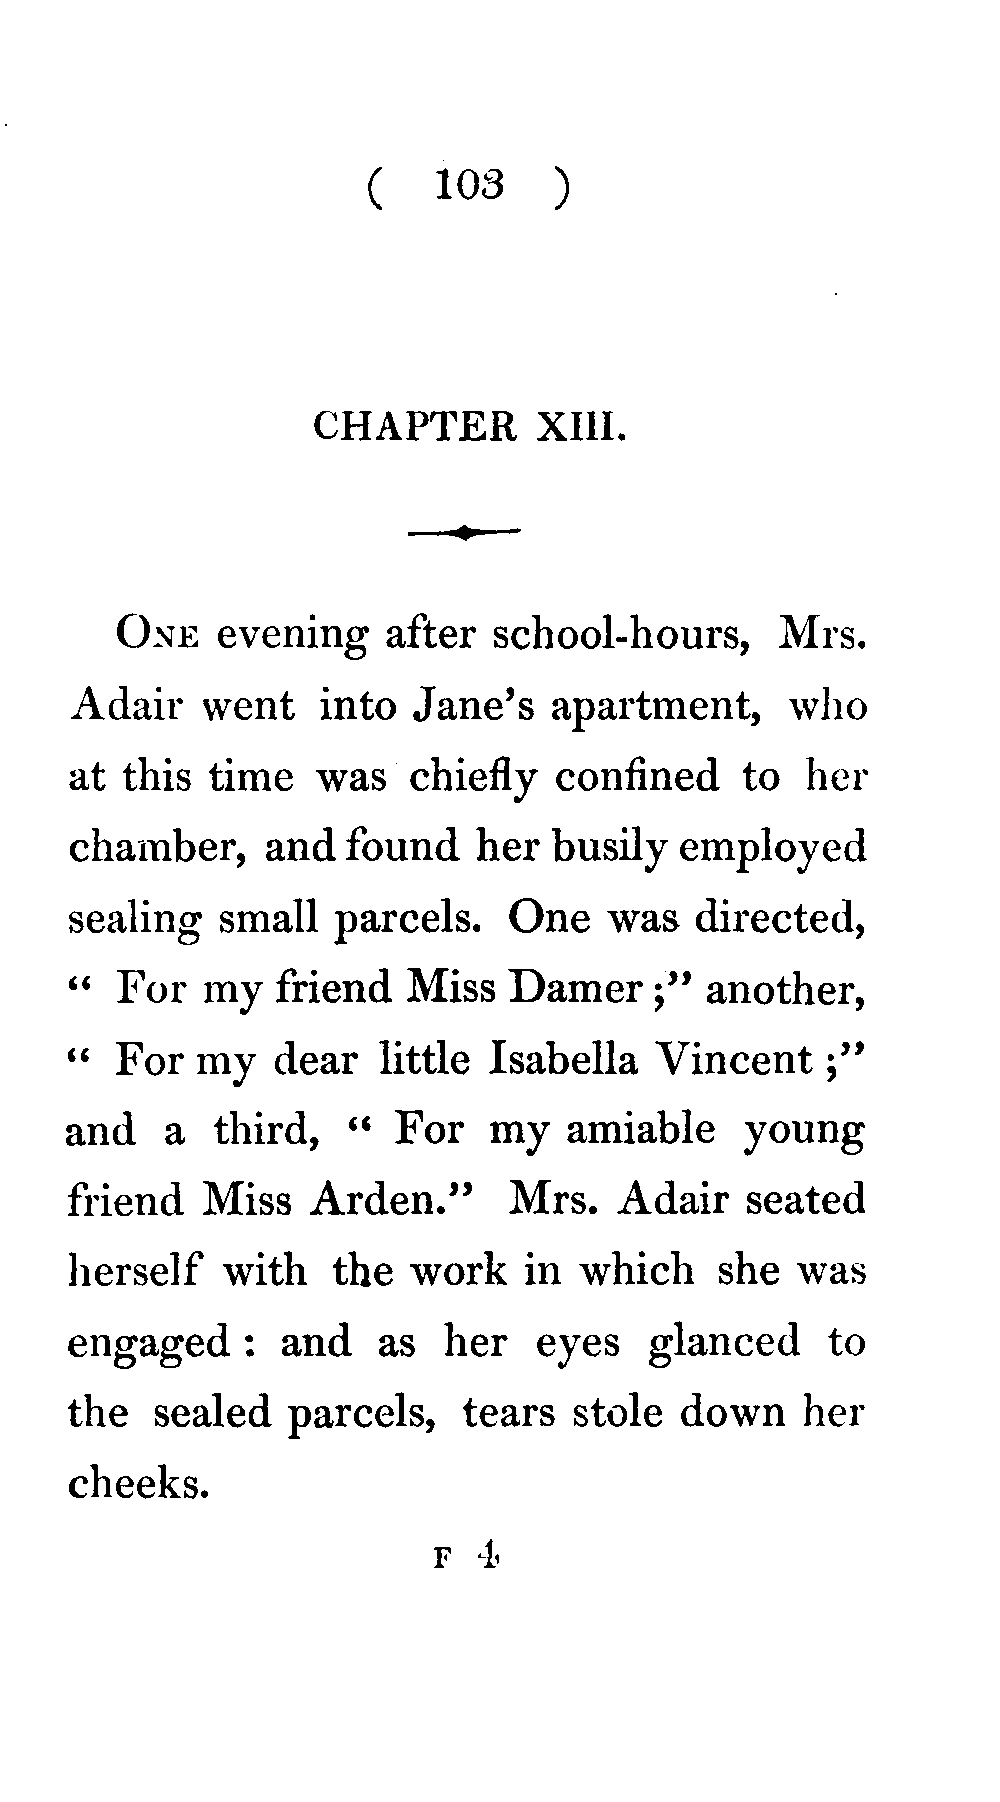 ( 103 )
CHAPTER XIII.
ONE evening after school-hours, Mrs.
Adair went into Jane's apartment, who
at this time was chiefly confined to her
chamber, and found her busily employed
sealing small parcels. One was directed,
“ For my friend Miss Damer ;” another,
“ For my dear little Isabella Vincent ;”
and a third, “ For my amiable young
friend Miss Arden.” Mrs. Adair seated
herself with the work in which she was
engaged : and as her eyes glanced to
the sealed parcels, tears stole down her
cheeks.
F 4